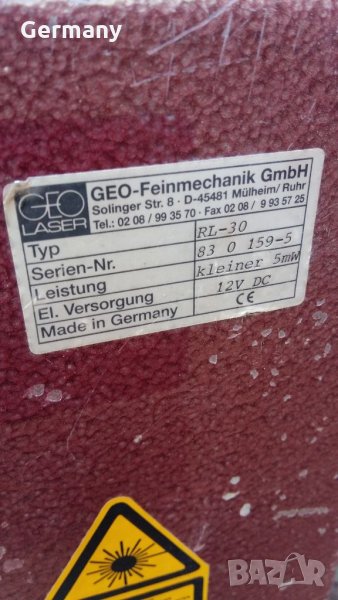 Germany
Germany
GEO
LASER
GEO-Feinmechanik GmbH
Solinger Str. 8 · D-45481 Mülheim/ Ruhr
Tel.: 02 08 / 99 35 70 · Fax 02 08 / 9 93 57 25
Typ RL-30
Serien-Nr. 83 0 159-5
Leistung kleiner 5mW
El. Versorgung 12V DC
Made in Germany CE
BAZAR